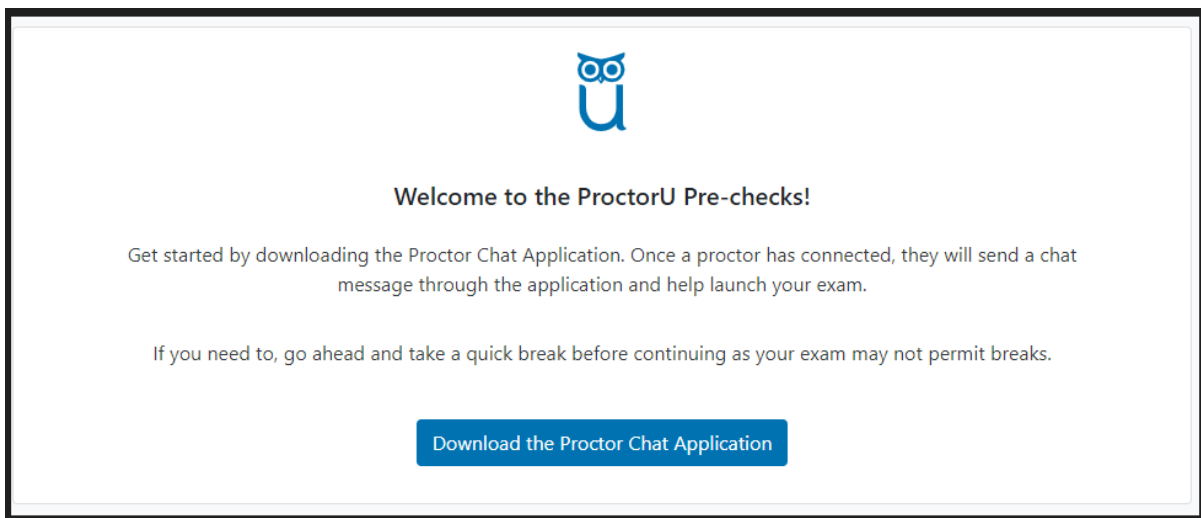 Welcome to the ProctorU Pre-checks!
Get started by downloading the Proctor Chat Application. Once a proctor has connected, they will send a chat
message through the application and help launch your exam.
If you need to, go ahead and take a quick break before continuing as your exam may not permit breaks.
Download the Proctor Chat Application